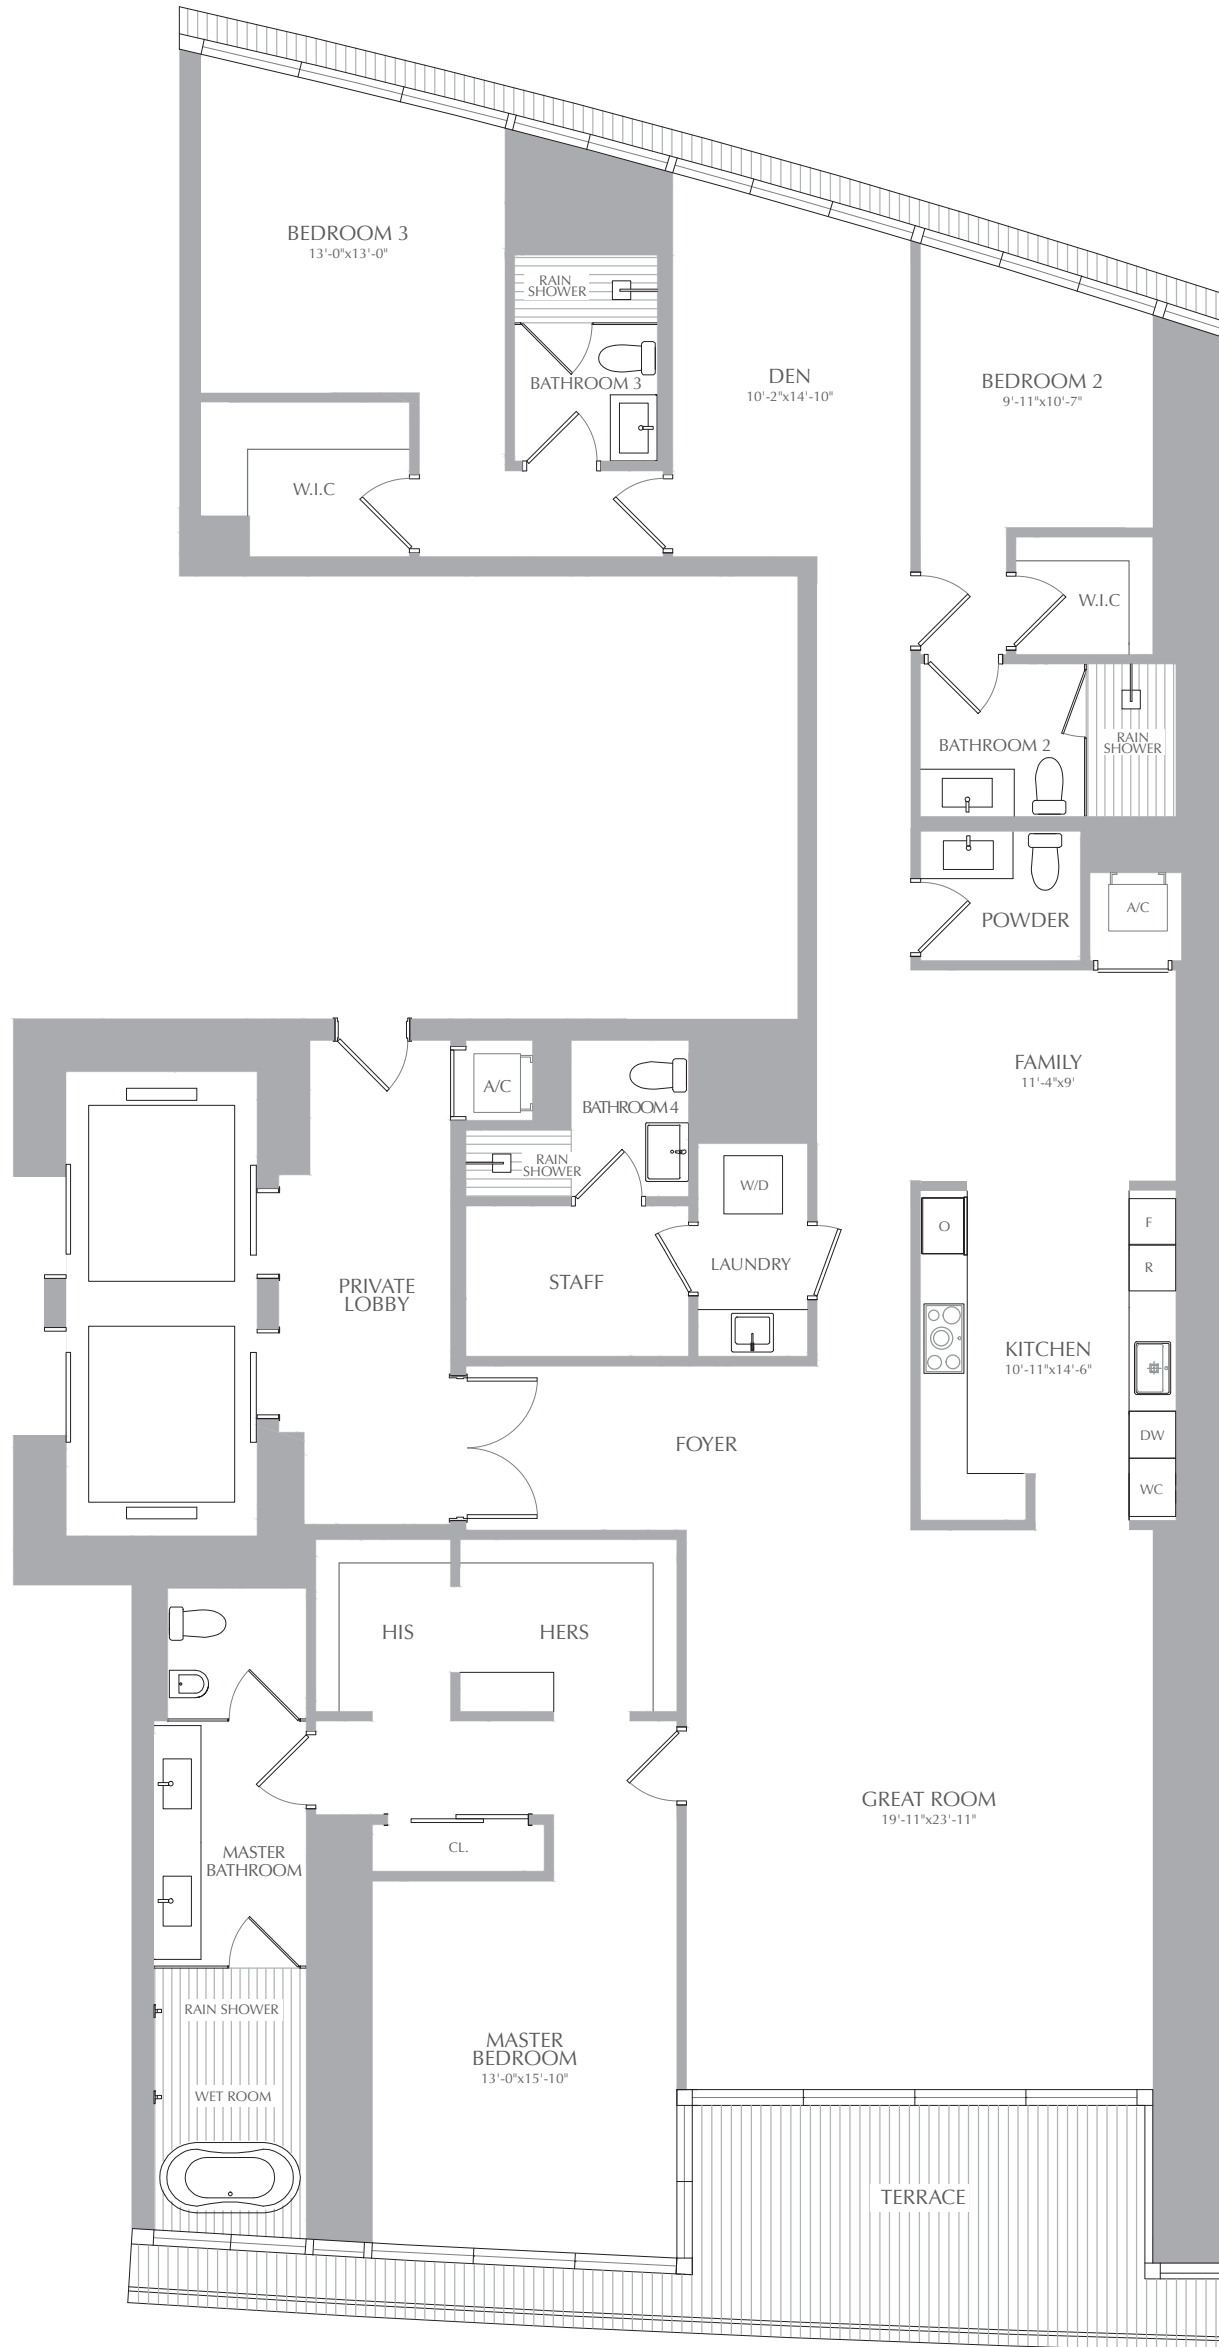 BEDROOM 3
13'-0"x13'-0"
RAIN
SHOWER
BATHROOM 3
DEN
10'-2"x14'-10"
BEDROOM 2
9'-11"x10'-7"
W.I.C
W.I.C
BATHROOM 2
RAIN
SHOWER
POWDER
A/C
FAMILY
11'-4"x9'
A/C
BATHROOM 4
RAIN
SHOWER
W/D
STAFF
LAUNDRY
PRIVATE
LOBBY
O
F
R
KITCHEN
10'-11"x14'-6"
DW
WC
FOYER
HIS
HERS
GREAT ROOM
19'-11"x23'-11"
CL.
MASTER
BATHROOM
RAIN SHOWER
WET ROOM
MASTER
BEDROOM
13'-0"x15'-10"
TERRACE